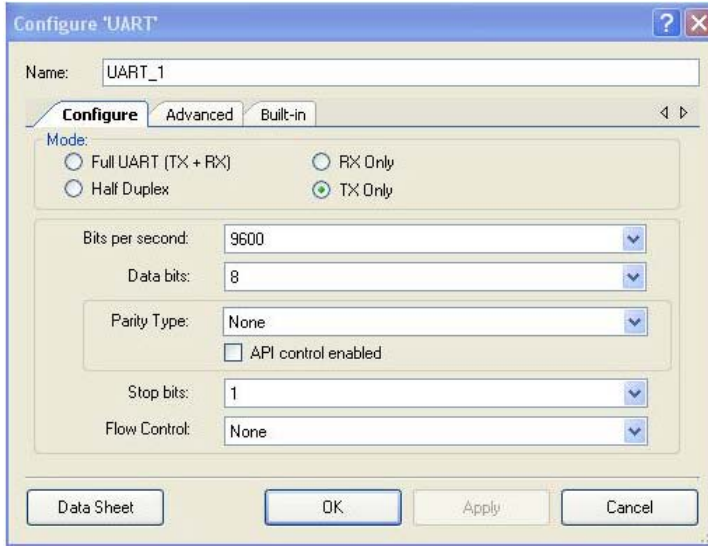 Configure 'UART'
Name: UART_1
Configure Advanced Built-in
Mode:
Full UART (TX + RX) RX Only
Half Duplex TX Only
Bits per second: 9600
Data bits: 8
Parity Type: None
API control enabled
Stop bits: 1
Flow Control: None
Data Sheet OK Apply Cancel